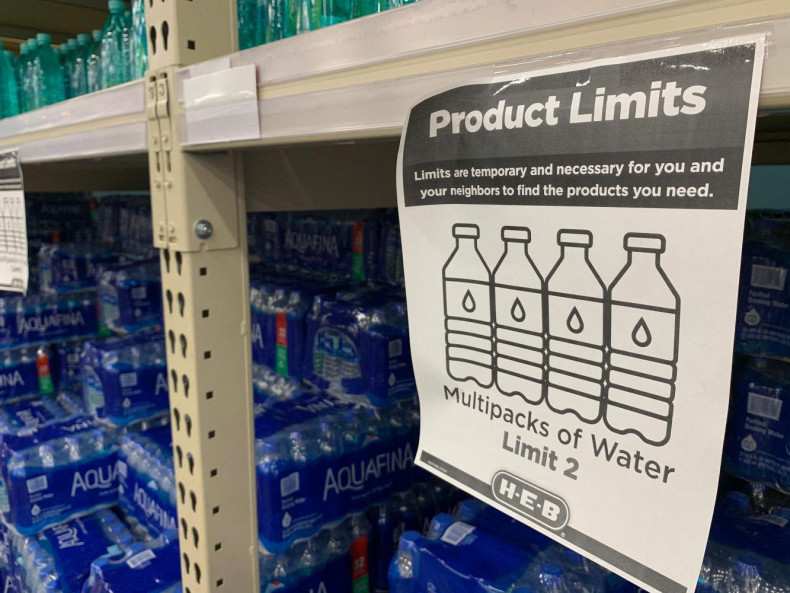 Product Limits
Limits are temporary and necessary for you and
your neighbors to find the products you need.
Multipacks of Water
Limit 2
H-E-B
AQUAFINA
AQUAFINA
AQUAFINA
AQUAFINA